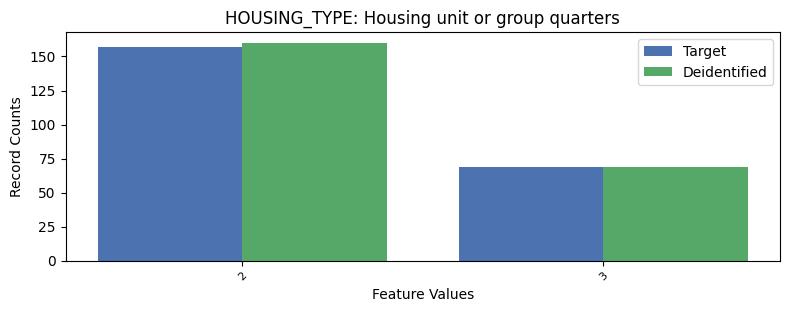 HOUSING_TYPE: Housing unit or group quarters
150
125
100
75
50
25
0
Record Counts
Target
Deidentified
2
3
Feature Values